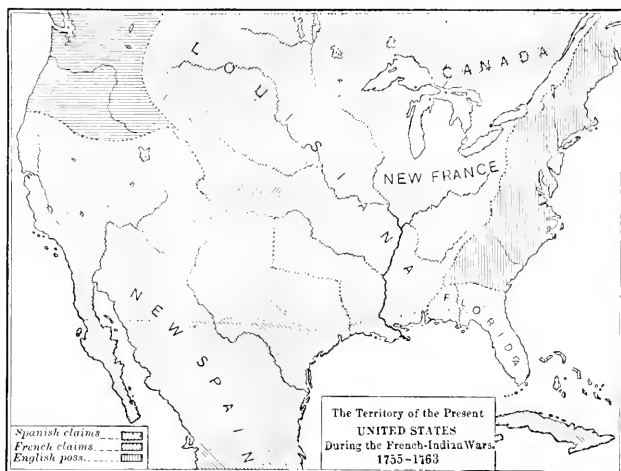 LOUISIANA
CANADA
NEW FRANCE
FLORIDA
NEW SPAIN
Spanish claims
French claims
English poss.
The Territory of the Present
UNITED STATES
During the French-Indian Wars.
1755-1763